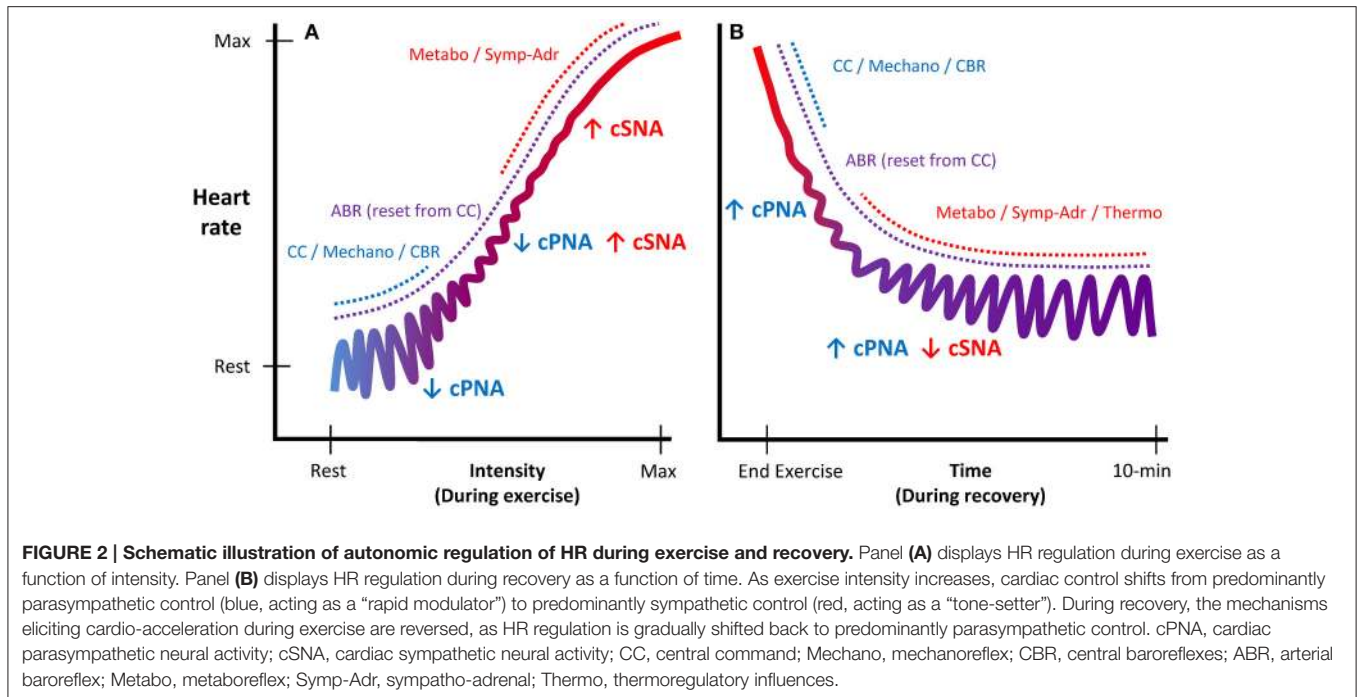 A
Max
Metabo / Symp-Adr
↑ cSNA
Heart
rate
ABR (reset from CC)
↓ cPNA ↑ cSNA
CC / Mechano / CBR
Rest
↓ cPNA
Rest
Intensity
(During exercise)
Max
B
CC / Mechano / CBR
ABR (reset from CC)
↑ cPNA
Metabo / Symp-Adr / Thermo
↑ cPNA ↓ cSNA
End Exercise
Time
(During recovery)
10-min
FIGURE 2 | Schematic illustration of autonomic regulation of HR during exercise and recovery. Panel (A) displays HR regulation during exercise as a
function of intensity. Panel (B) displays HR regulation during recovery as a function of time. As exercise intensity increases, cardiac control shifts from predominantly
parasympathetic control (blue, acting as a “rapid modulator”) to predominantly sympathetic control (red, acting as a “tone-setter”). During recovery, the mechanisms
eliciting cardio-acceleration during exercise are reversed, as HR regulation is gradually shifted back to predominantly parasympathetic control. cPNA, cardiac
parasympathetic neural activity; cSNA, cardiac sympathetic neural activity; CC, central command; Mechano, mechanoreflex; CBR, central baroreflexes; ABR, arterial
baroreflex; Metabo, metaboreflex; Symp-Adr, sympatho-adrenal; Thermo, thermoregulatory influences.